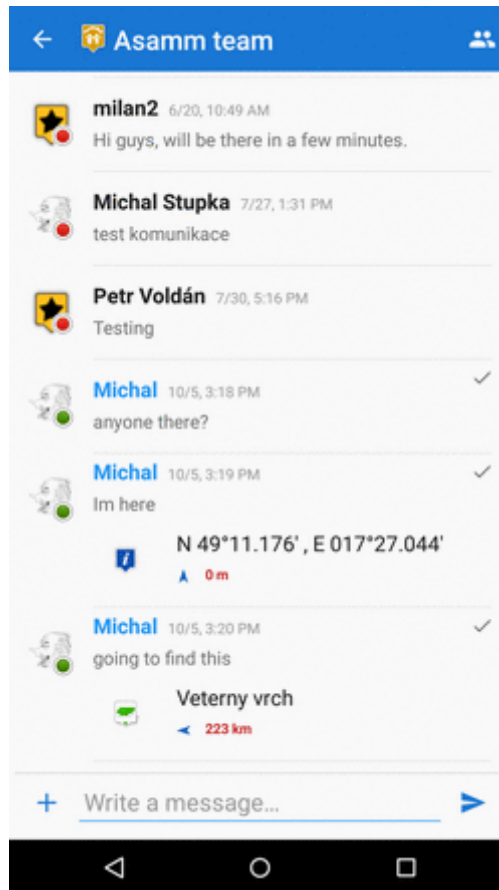 Asamm team
milan2 6/20, 10:49 AM
Hi guys, will be there in a few minutes.
Michal Stupka 7/27, 1:31 PM
test komunikace
Petr Voldán 7/30, 5:16 PM
Testing
Michal 10/5, 3:18 PM
anyone there?
Michal 10/5, 3:19 PM
Im here
N 49°11.176' , E 017°27.044'
0 m
Michal 10/5, 3:20 PM
going to find this
Veterny vrch
223 km
Write a message...